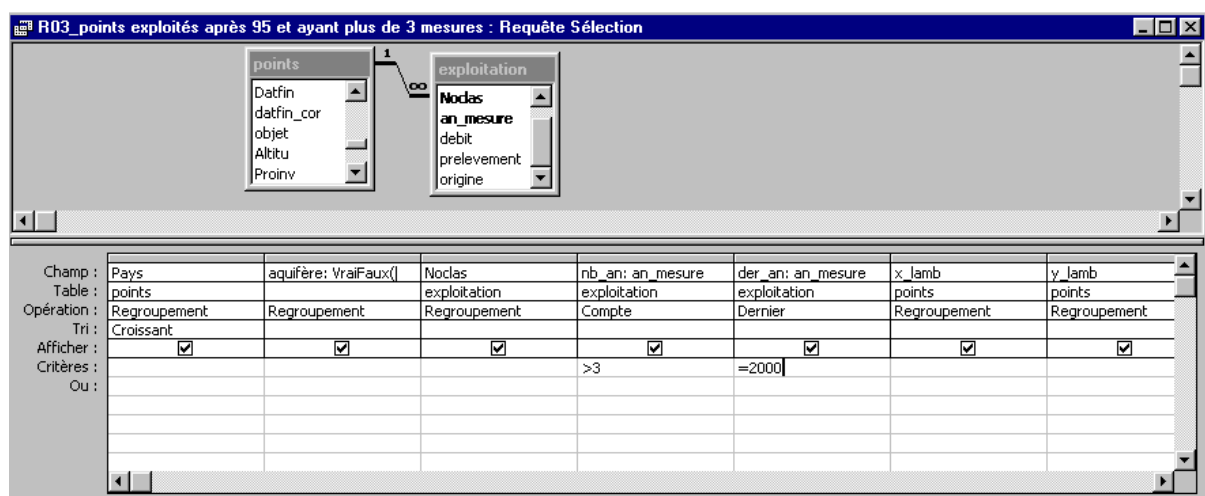 R03_points exploités après 95 et ayant plus de 3 mesures : Requête Sélection
points
Datfin
datfin_cor
objet
Altitu
Proinv
1
∞
exploitation
Noclas
an_mesure
debit
prelevement
origine
Champ : Pays aquifère: VraiFaux([ Noclas nb_an: an_mesure der_an: an_mesure x_lamb y_lamb
Table : points exploitation exploitation exploitation points points
Opération : Regroupement Regroupement Regroupement Compte Dernier Regroupement Regroupement
Tri : Croissant
Afficher :
Critères : >3 =2000
Ou :